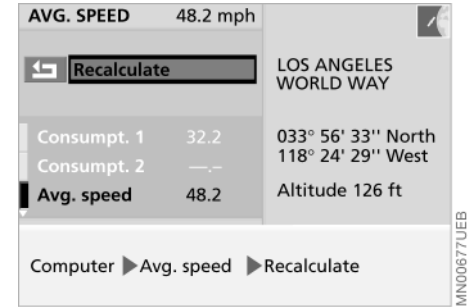 AVG. SPEED 48.2 mph
Recalculate
LOS ANGELES
WORLD WAY
Consumpt. 1 32.2
033° 56' 33'' North
Consumpt. 2 —.–
118° 24' 29'' West
Avg. speed 48.2
Altitude 126 ft
Computer ▶Avg. speed ▶Recalculate
MN00677UEB